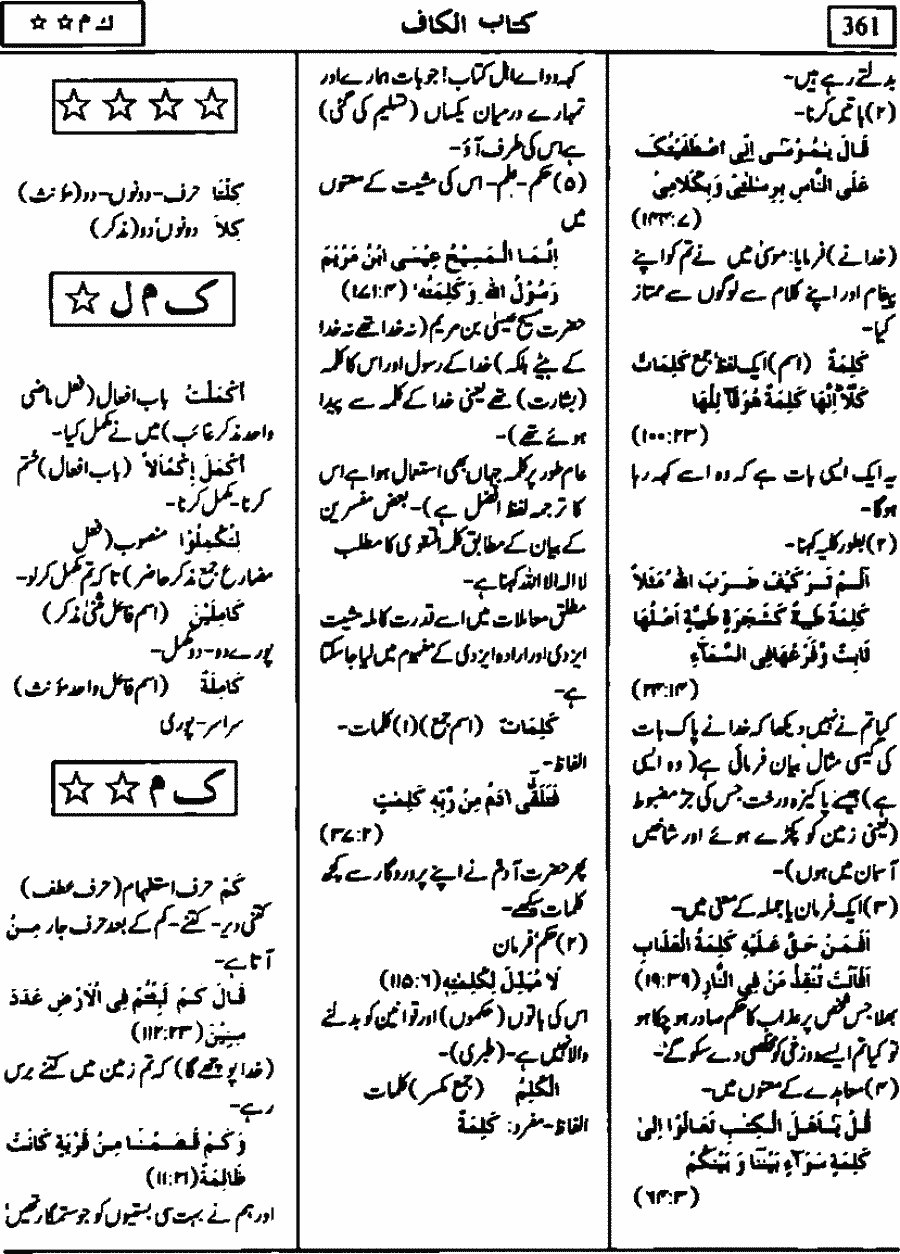 361
کتاب الکاف
ک م ☆☆
بدلتے رہے ہیں۔
(۲) باتیں کرنا۔
قَالَ یٰمُوْسٰی اِنِّی اصْطَفَیْتُکَ
عَلَی النَّاسِ بِرِسٰلٰتِیْ وَبِکَلَامِیْ
(۱۴۴:۷)
(خدا نے) فرمایا: موسیٰ میں نے تم کو اپنے
پیغام اور اپنے کلام سے لوگوں سے ممتاز
کیا۔
کَلِمَةٌ (اسم) ایک لفظ' جمع کَلِمَاتٌ
کَلَّا اِنَّهَا کَلِمَةٌ هُوَ قَآئِلُهَا
(۱۰۰:۲۳)
یہ ایک ایسی بات ہے کہ وہ اسے کہہ رہا
ہوگا۔
(۲) بطور کلیہ کہنا۔
اَلَمْ تَرَ کَیْفَ ضَرَبَ اللّٰهُ مَثَلًا
کَلِمَةً طَیِّبَةً کَشَجَرَةٍ طَیِّبَةٍ اَصْلُهَا
ثَابِتٌ وَّفَرْعُهَا فِی السَّمَآءِ
(۲۴:۱۴)
کیا تم نے نہیں دیکھا کہ خدا نے پاک بات
کی کیسی مثال بیان فرمائی ہے (وہ ایسی
ہے) جیسے پاکیزہ درخت جس کی جڑ مضبوط
(یعنی زمین کو پکڑے ہوئے اور شاخیں
آسمان میں ہوں)۔
(۳) ایک فرمان یا جملہ کے معنی میں۔
اَفَمَنْ حَقَّ عَلَیْهِ کَلِمَةُ الْعَذَابِ
اَفَاَنْتَ تُنْقِذُ مَنْ فِی النَّارِ (۱۹:۳۹)
بھلا جس شخص پر عذاب کا حکم صادر ہو چکا ہو
تو کیا تم ایسے دوزخی کو مخلصی دے سکو گے'۔
(۴) معاہدے کے معنوں میں۔
قُلْ یٰٓاَهْلَ الْکِتٰبِ تَعَالَوْا اِلٰی
کَلِمَةٍ سَوَآءٍ بَیْنَنَا وَ بَیْنَکُمْ
(۶۴:۳)
کہہ دو اے اہل کتاب! جو بات ہمارے اور
تمہارے درمیان یکساں (تسلیم کی گئی)
ہے اس کی طرف آؤ۔
(۵) حکم۔ علم۔ اس کی مشیت کے معنوں
میں
اِنَّمَا الْمَسِیْحُ عِیْسَی ابْنُ مَرْیَمَ
رَسُوْلُ اللّٰهِ وَکَلِمَتُهٗ (۱۷۱:۴)
حضرت مسیح عیسیٰ بن مریم (نہ خدا تھے نہ خدا
کے بیٹے بلکہ) خدا کے رسول اور اس کا کلمہ
(بشارت) تھے یعنی خدا کے کلمہ سے پیدا
ہوئے تھے)۔
عام طور پر کلمہ جہاں بھی استعمال ہوا ہے اس
کا ترجمہ لفظ افضل ہے)۔ بعض مفسرین
کے بیان کے مطابق کلمہ التقویٰ کا مطلب
لا الہ الا اللہ کہنا ہے۔
مطلق معاملات میں اسے قدرت کاملہ مشیت
ایزدی اور ارادہ ایزدی کے مفہوم میں لیا جا سکتا
ہے۔
کَلِمَاتٌ (اسم جمع) (۱) کلمات۔
الفاظ۔
فَتَلَقّٰی اٰدَمُ مِنْ رَّبِّهٖ کَلِمٰتٍ
(۳۷:۲)
پھر حضرت آدم نے اپنے پروردگار سے کچھ
کلمات سیکھے۔
(۲) حکم' فرمان
لَا مُبَدِّلَ لِکَلِمٰتِهٖ (۱۱۵:۶)
اس کی باتوں (حکموں) اور قوانین کو بدلنے
والا نہیں ہے۔ (طبری)۔
الْکَلِمُ (جمع مکسر) کلمات
الفاظ۔ مفرد: کَلِمَةٌ
☆☆☆☆
کِلْتَا حرف۔ دونوں۔ دو (مؤنث)
کِلَا دونوں' دو (مذکر)
ک م ل ☆
اَکْمَلْتُ باب افعال (فعل ماضی
واحد مذکر غائب) میں نے مکمل کیا۔
اَکْمَلَ اِکْمَالًا (باب افعال) ختم
کرنا۔ مکمل کرنا۔
لِتُکْمِلُوْا منصوب (فعل
مضارع جمع مذکر حاضر) تاکہ تم مکمل کر لو۔
کَامِلَیْنِ (اسم فاعل مثنیٰ مذکر)
پورے دو۔ دو مکمل۔
کَامِلَةٌ (اسم فاعل واحد مؤنث)
سراسر۔ پوری
ک م ☆☆
کَمْ حرف استفہام (حرف عطف)
کتنی دیر۔ کتنے۔ کم کے بعد حرف جار مِنْ
آتا ہے۔
قَالَ کَمْ لَبِثْتُمْ فِی الْاَرْضِ عَدَدَ
سِنِیْنَ (۱۱۲:۲۳)
(خدا پوچھے گا) کہ تم زمین میں کتنے برس
رہے۔
وَکَمْ قَصَمْنَا مِنْ قَرْیَةٍ کَانَتْ
ظَالِمَةً (۱۱:۲۱)
اور ہم نے بہت سی بستیوں کو جو ستمگار تھیں'